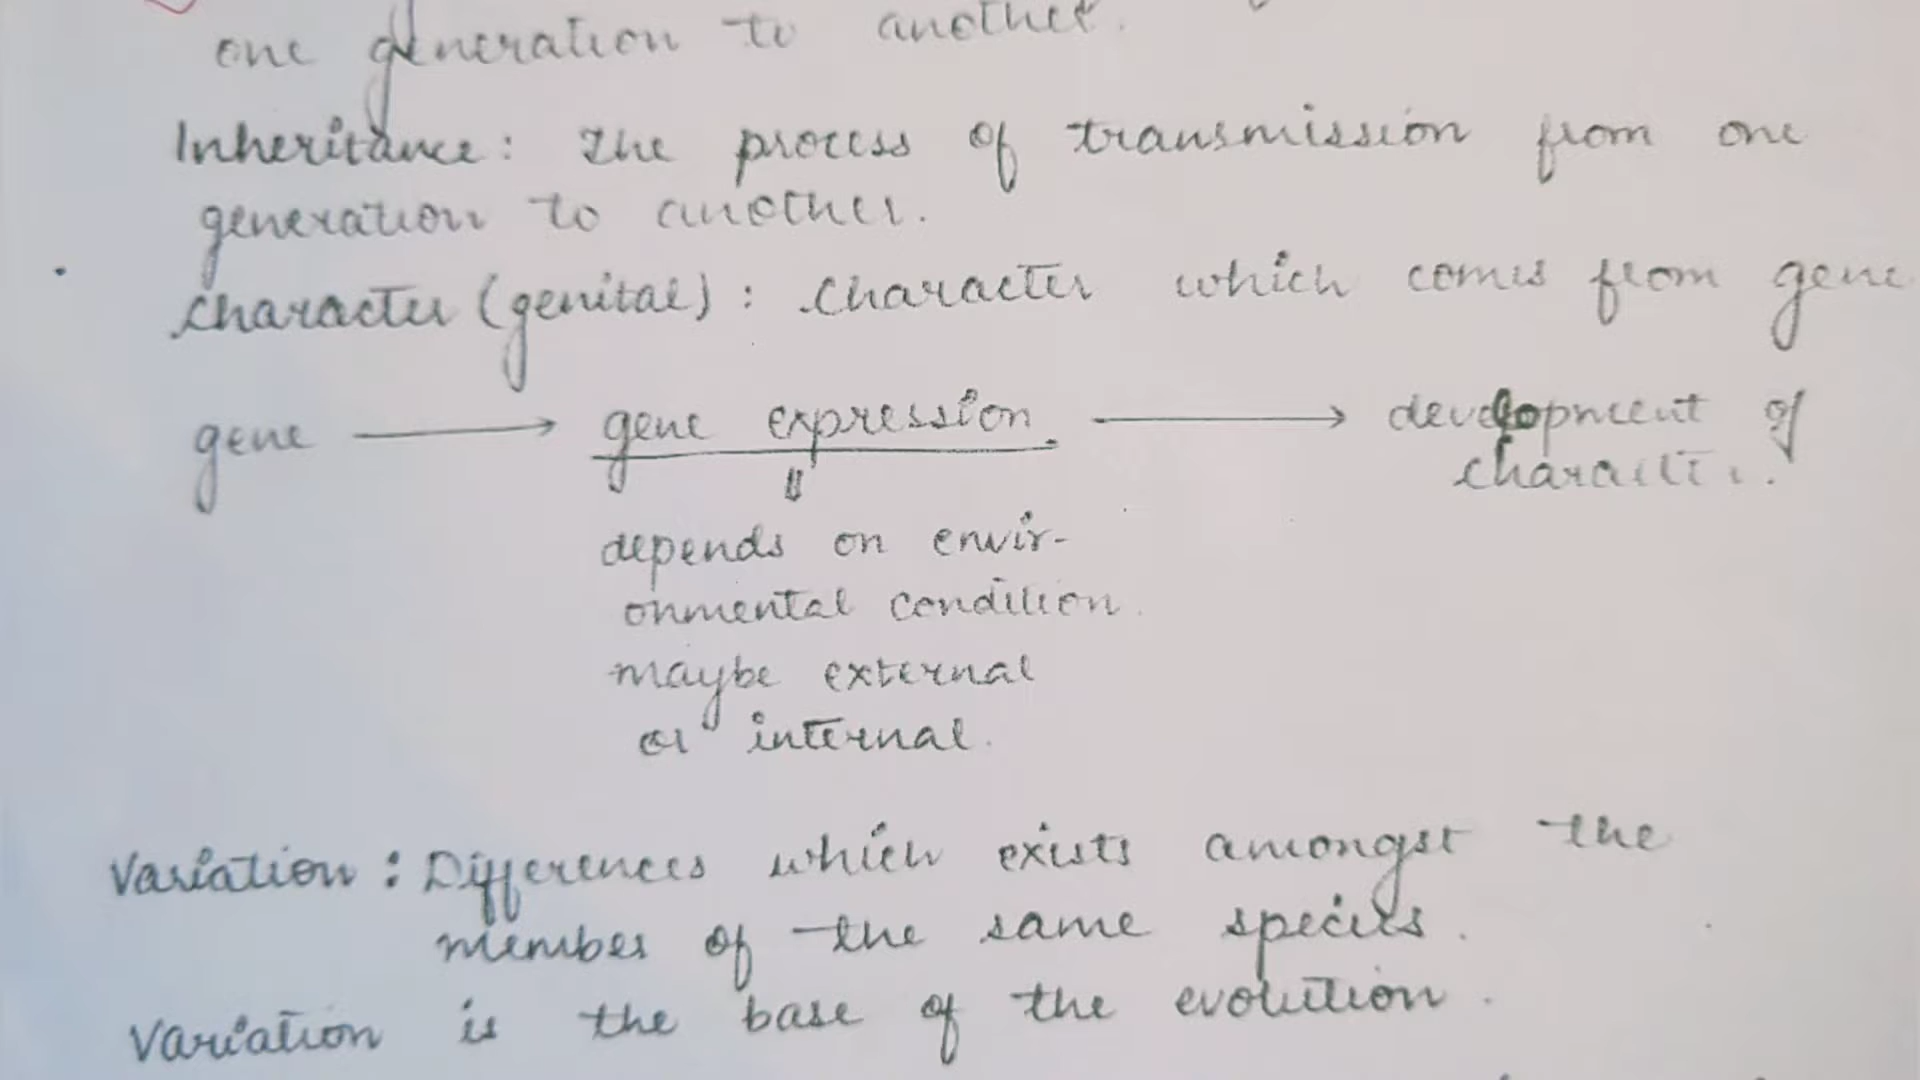 one generation to another.
Inheritance: The process of transmission from one
generation to another.
Character (genital) : Character which comes from gene
gene → gene expression. → development of
character.
⇓
depends on envir-
onmental condition.
maybe external
or internal.
Variation : Differences which exists amongst the
member of the same species.
Variation is the base of the evolution.